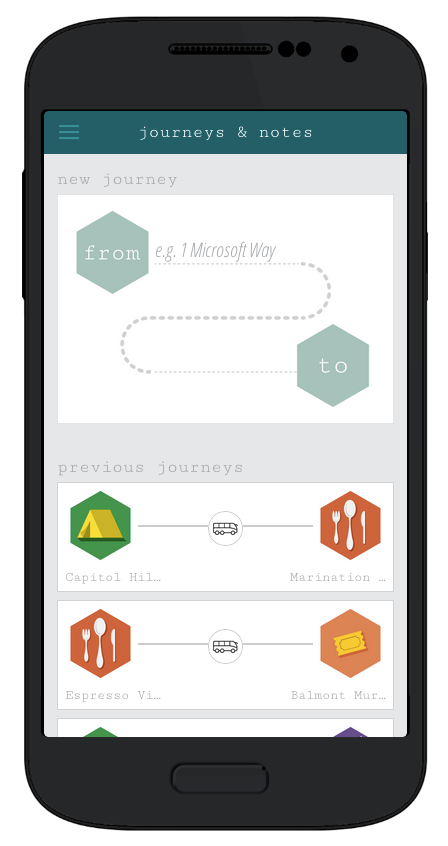 journeys & notes
new journey
from
e.g. 1 Microsoft Way
to
previous journeys
Capitol Hil…
Marination …
Espresso Vi…
Balmont Mur…